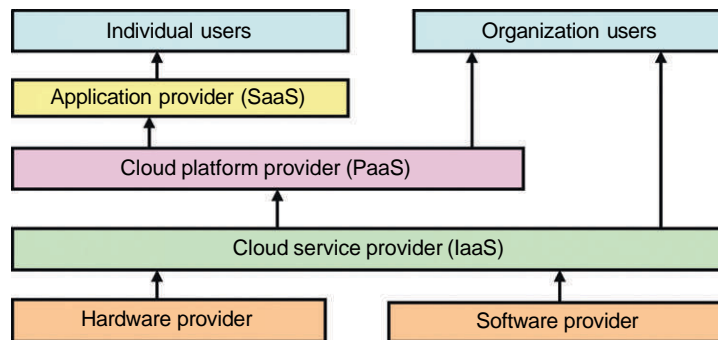 Individual users
Organization users
Application provider (SaaS)
Cloud platform provider (PaaS)
Cloud service provider (IaaS)
Hardware provider
Software provider